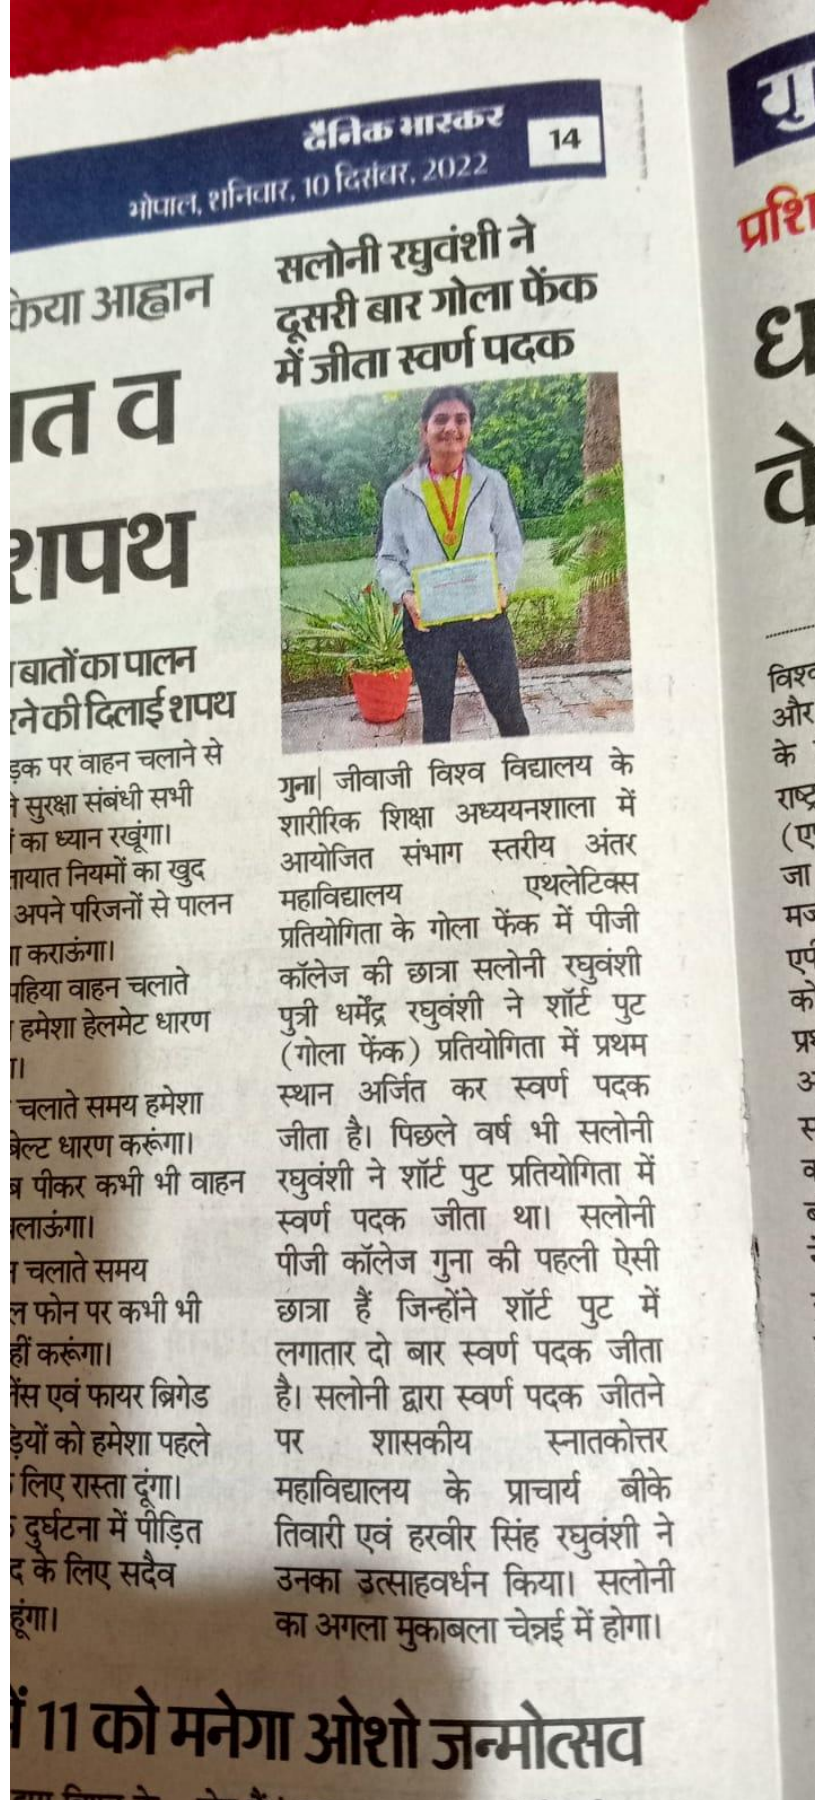 दैनिक भास्कर
14
भोपाल, शनिवार, 10 दिसंबर, 2022
किया आह्वान
त व
शपथ
बातों का पालन
की दिलाई शपथ
पर वाहन चलाने से
सुरक्षा संबंधी सभी
का ध्यान रखूंगा।
नियमों का खुद
अपने परिजनों से पालन
कराऊंगा।
वाहन चलाते
हमेशा हेलमेट धारण
चलाते समय हमेशा
धारण करूंगा।
पीकर कभी भी वाहन
चलाते समय
फोन पर कभी भी
करूंगा।
एवं फायर ब्रिगेड
को हमेशा पहले
लिए रास्ता दूंगा।
दुर्घटना में पीड़ित
के लिए सदैव
सलोनी रघुवंशी ने
दूसरी बार गोला फेंक
में जीता स्वर्ण पदक
गुना| जीवाजी विश्व विद्यालय के
शारीरिक शिक्षा अध्ययनशाला में
आयोजित संभाग स्तरीय अंतर
महाविद्यालय एथलेटिक्स
प्रतियोगिता के गोला फेंक में पीजी
कॉलेज की छात्रा सलोनी रघुवंशी
पुत्री धर्मेंद्र रघुवंशी ने शॉर्ट पुट
(गोला फेंक) प्रतियोगिता में प्रथम
स्थान अर्जित कर स्वर्ण पदक
जीता है। पिछले वर्ष भी सलोनी
रघुवंशी ने शॉर्ट पुट प्रतियोगिता में
स्वर्ण पदक जीता था। सलोनी
पीजी कॉलेज गुना की पहली ऐसी
छात्रा हैं जिन्होंने शॉर्ट पुट में
लगातार दो बार स्वर्ण पदक जीता
है। सलोनी द्वारा स्वर्ण पदक जीतने
पर शासकीय स्नातकोत्तर
महाविद्यालय के प्राचार्य बीके
तिवारी एवं हरवीर सिंह रघुवंशी ने
उनका उत्साहवर्धन किया। सलोनी
का अगला मुकाबला चेन्नई में होगा।
में 11 को मनेगा ओशो जन्मोत्सव
गु
प्रशि
ध
के
और
के
(ए
जा
को